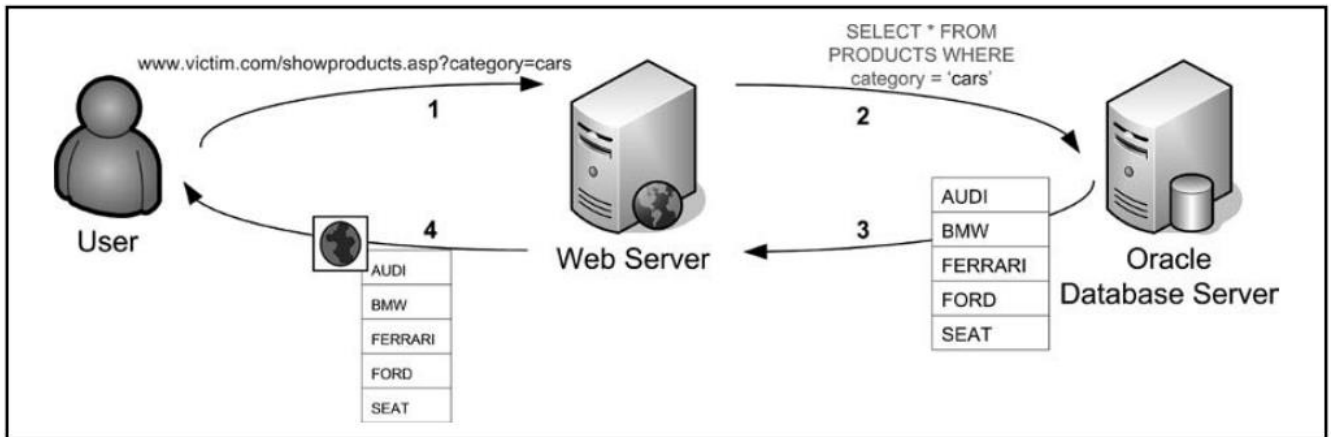 www.victim.com/showproducts.asp?category=cars
1
SELECT * FROM
PRODUCTS WHERE
category = ‘cars’
2
User
Web Server
Oracle
Database Server
3
AUDI
BMW
FERRARI
FORD
SEAT
4
AUDI
BMW
FERRARI
FORD
SEAT